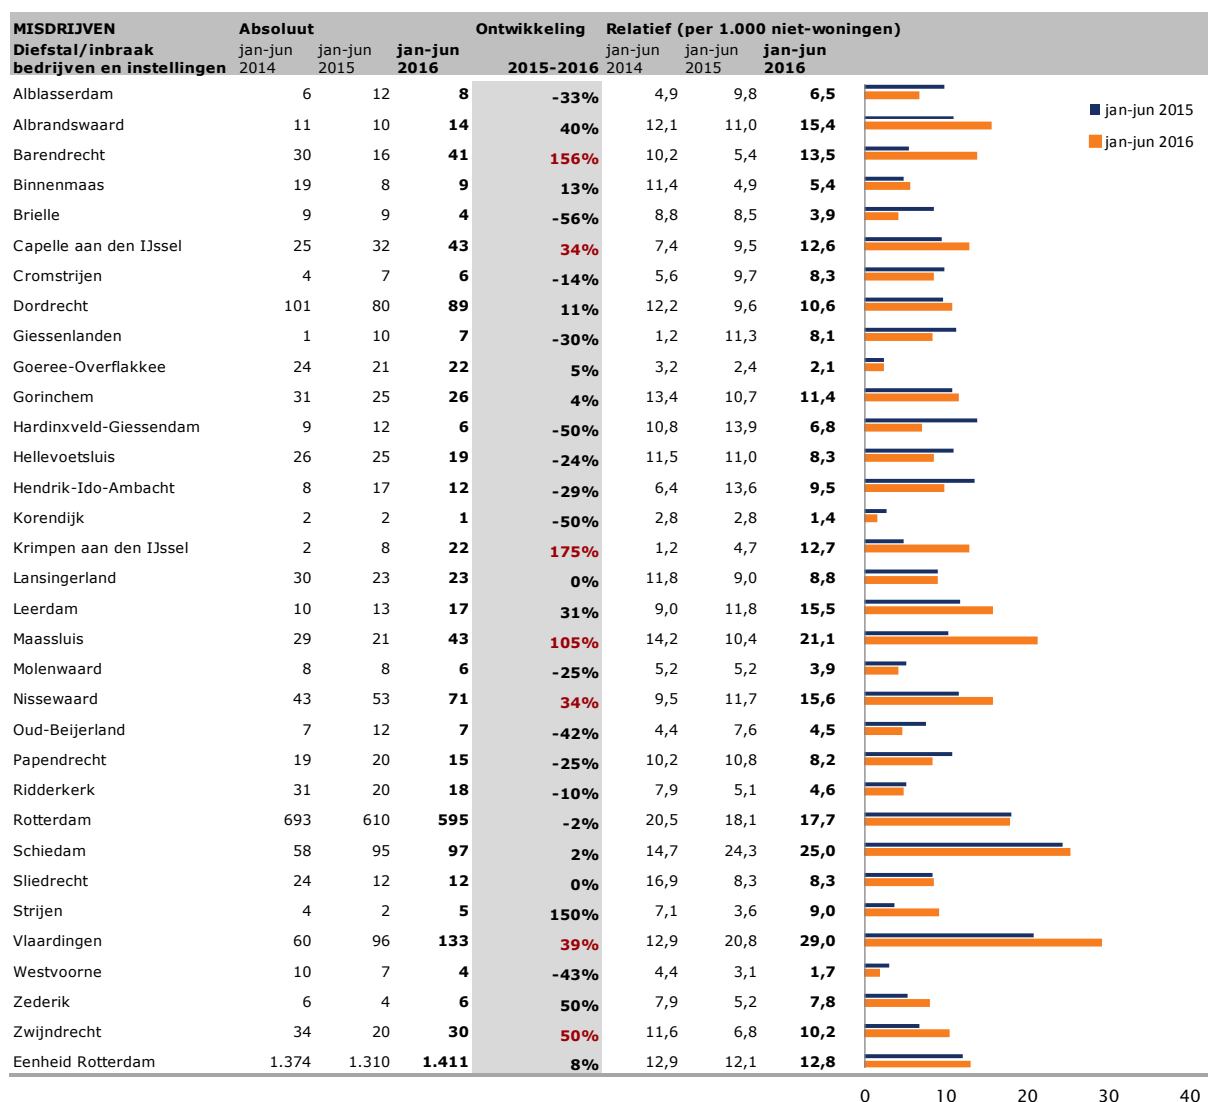 MISDRIJVEN Absoluut Ontwikkeling Relatief (per 1.000 niet-woningen)
Diefstal/inbraak jan-jun jan-jun jan-jun jan-jun jan-jun jan-jun
bedrijven en instellingen 2014 2015 2016 2015-2016 2014 2015 2016
Alblasserdam 6 12 8 -33% 4,9 9,8 6,5
jan-jun 2015
Albrandswaard 11 10 14 40% 12,1 11,0 15,4
jan-jun 2016
Barendrecht 30 16 41 156% 10,2 5,4 13,5
Binnenmaas 19 8 9 13% 11,4 4,9 5,4
Brielle 9 9 4 -56% 8,8 8,5 3,9
Capelle aan den IJssel 25 32 43 34% 7,4 9,5 12,6
Cromstrijen 4 7 6 -14% 5,6 9,7 8,3
Dordrecht 101 80 89 11% 12,2 9,6 10,6
Giessenlanden 1 10 7 -30% 1,2 11,3 8,1
Goeree-Overflakkee 24 21 22 5% 3,2 2,4 2,1
Gorinchem 31 25 26 4% 13,4 10,7 11,4
Hardinxveld-Giessendam 9 12 6 -50% 10,8 13,9 6,8
Hellevoetsluis 26 25 19 -24% 11,5 11,0 8,3
Hendrik-Ido-Ambacht 8 17 12 -29% 6,4 13,6 9,5
Korendijk 2 2 1 -50% 2,8 2,8 1,4
Krimpen aan den IJssel 2 8 22 175% 1,2 4,7 12,7
Lansingerland 30 23 23 0% 11,8 9,0 8,8
Leerdam 10 13 17 31% 9,0 11,8 15,5
Maassluis 29 21 43 105% 14,2 10,4 21,1
Molenwaard 8 8 6 -25% 5,2 5,2 3,9
Nissewaard 43 53 71 34% 9,5 11,7 15,6
Oud-Beijerland 7 12 7 -42% 4,4 7,6 4,5
Papendrecht 19 20 15 -25% 10,2 10,8 8,2
Ridderkerk 31 20 18 -10% 7,9 5,1 4,6
Rotterdam 693 610 595 -2% 20,5 18,1 17,7
Schiedam 58 95 97 2% 14,7 24,3 25,0
Sliedrecht 24 12 12 0% 16,9 8,3 8,3
Strijen 4 2 5 150% 7,1 3,6 9,0
Vlaardingen 60 96 133 39% 12,9 20,8 29,0
Westvoorne 10 7 4 -43% 4,4 3,1 1,7
Zederik 6 4 6 50% 7,9 5,2 7,8
Zwijndrecht 34 20 30 50% 11,6 6,8 10,2
Eenheid Rotterdam 1.374 1.310 1.411 8% 12,9 12,1 12,8
0 10 20 30 40